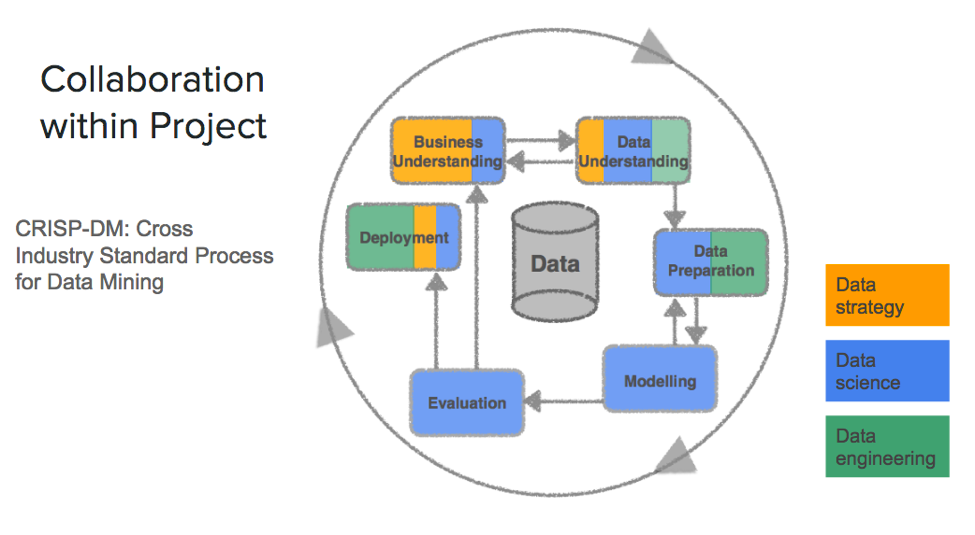 Collaboration
within Project
CRISP-DM: Cross
Industry Standard Process
for Data Mining
Business
Understanding
Data
Understanding
Deployment
Data
Data
Preparation
Evaluation
Modelling
Data
strategy
Data
science
Data
engineering